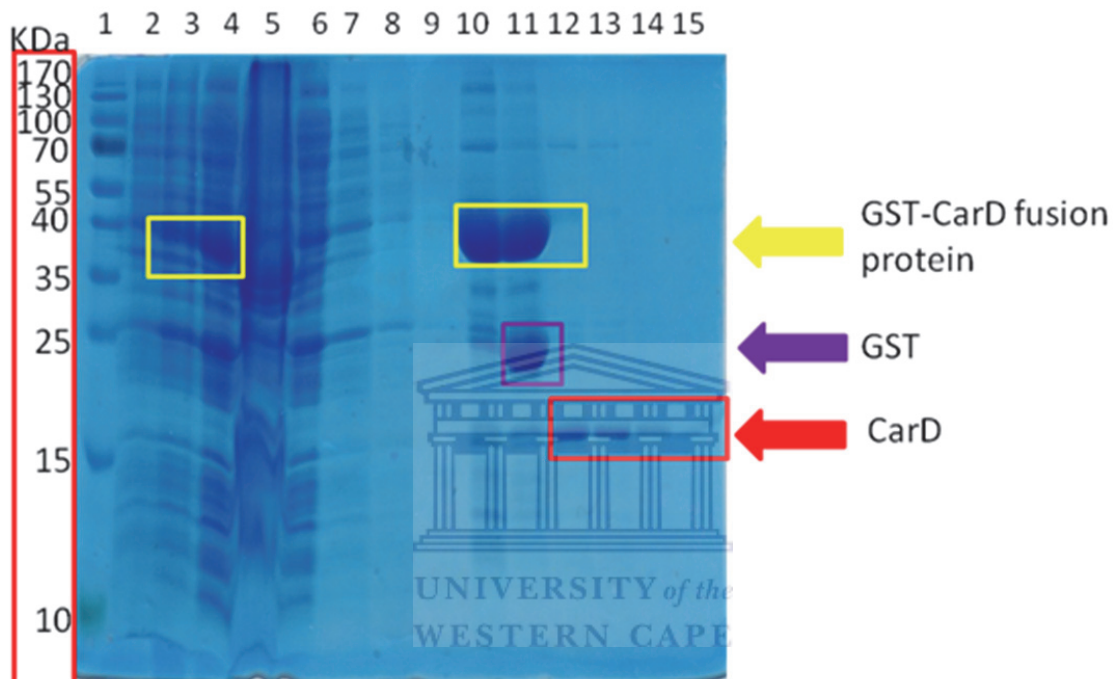 KDa
1 2 3 4 5 6 7 8 9 10 11 12 13 14 15
170
130
100
70
55
40
35
25
15
10
GST-CarD fusion
protein
GST
CarD
UNIVERSITY of the
WESTERN CAPE